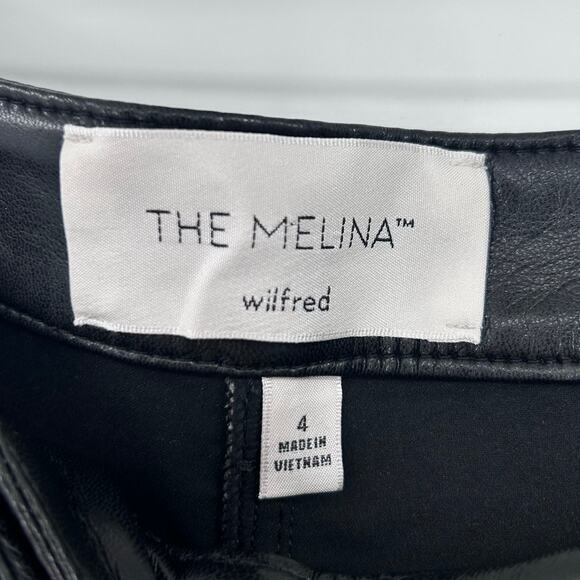 THE MELINA™
wilfred
4
MADE IN
VIETNAM